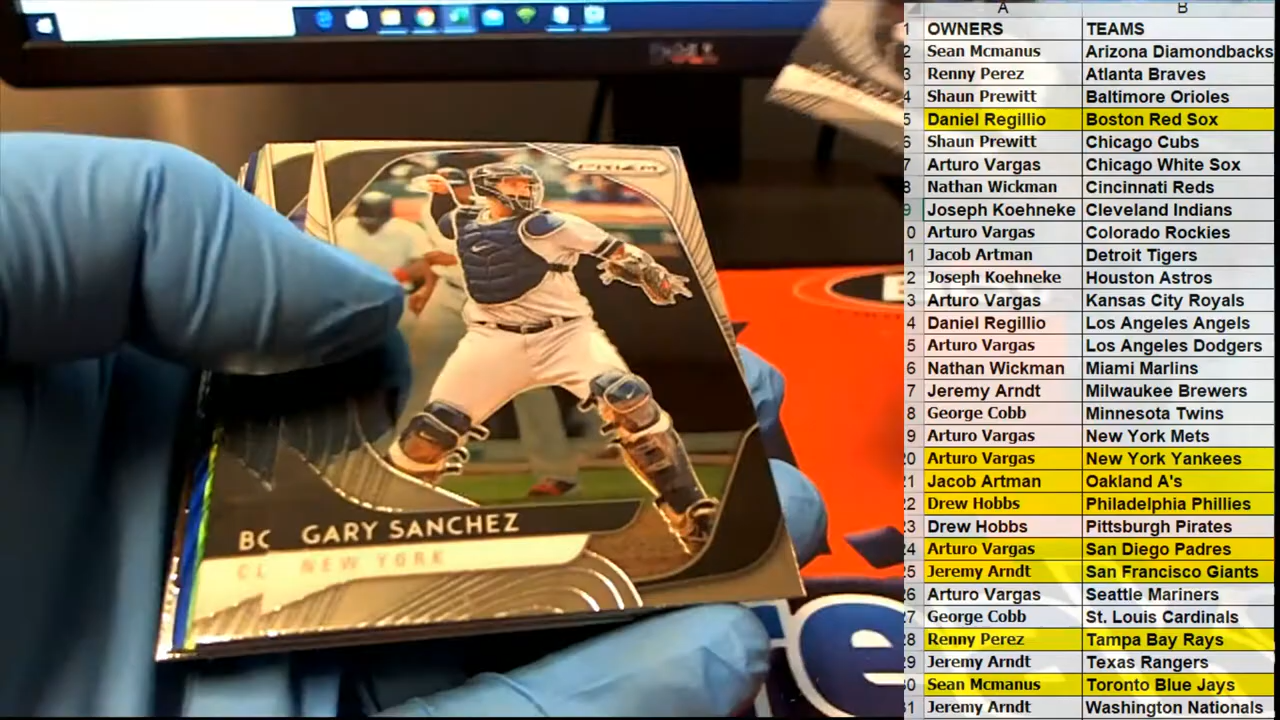 PRIZM
BO GARY SANCHEZ
CL NEW YORK
te
A B
1 OWNERS TEAMS
2 Sean Mcmanus Arizona Diamondbacks
3 Renny Perez Atlanta Braves
4 Shaun Prewitt Baltimore Orioles
5 Daniel Regillio Boston Red Sox
6 Shaun Prewitt Chicago Cubs
7 Arturo Vargas Chicago White Sox
8 Nathan Wickman Cincinnati Reds
9 Joseph Koehneke Cleveland Indians
0 Arturo Vargas Colorado Rockies
1 Jacob Artman Detroit Tigers
2 Joseph Koehneke Houston Astros
3 Arturo Vargas Kansas City Royals
4 Daniel Regillio Los Angeles Angels
5 Arturo Vargas Los Angeles Dodgers
6 Nathan Wickman Miami Marlins
7 Jeremy Arndt Milwaukee Brewers
8 George Cobb Minnesota Twins
9 Arturo Vargas New York Mets
20 Arturo Vargas New York Yankees
21 Jacob Artman Oakland A's
22 Drew Hobbs Philadelphia Phillies
23 Drew Hobbs Pittsburgh Pirates
24 Arturo Vargas San Diego Padres
25 Jeremy Arndt San Francisco Giants
26 Arturo Vargas Seattle Mariners
27 George Cobb St. Louis Cardinals
28 Renny Perez Tampa Bay Rays
29 Jeremy Arndt Texas Rangers
30 Sean Mcmanus Toronto Blue Jays
31 Jeremy Arndt Washington Nationals